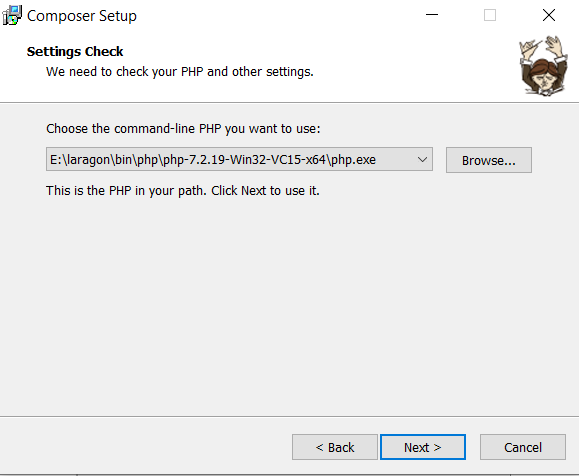 Composer Setup
Settings Check
We need to check your PHP and other settings.
Choose the command-line PHP you want to use:
E:\laragon\bin\php\php-7.2.19-Win32-VC15-x64\php.exe
Browse...
This is the PHP in your path. Click Next to use it.
< Back
Next >
Cancel